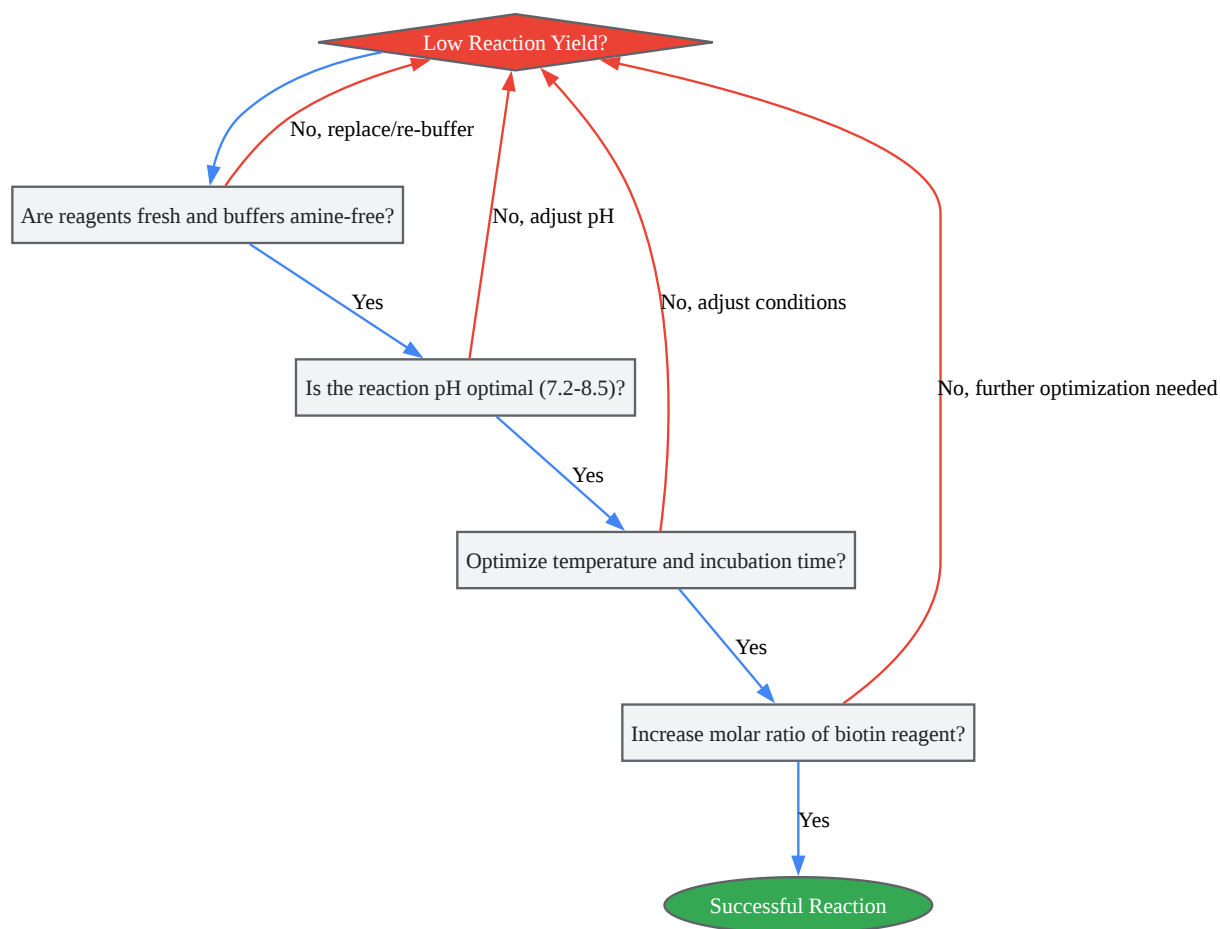 Low Reaction Yield?
No, replace/re-buffer
Are reagents fresh and buffers amine-free?
No, adjust pH
Yes
No, adjust conditions
Is the reaction pH optimal (7.2-8.5)?
No, further optimization needed
Yes
Optimize temperature and incubation time?
Yes
Increase molar ratio of biotin reagent?
Yes
Successful Reaction